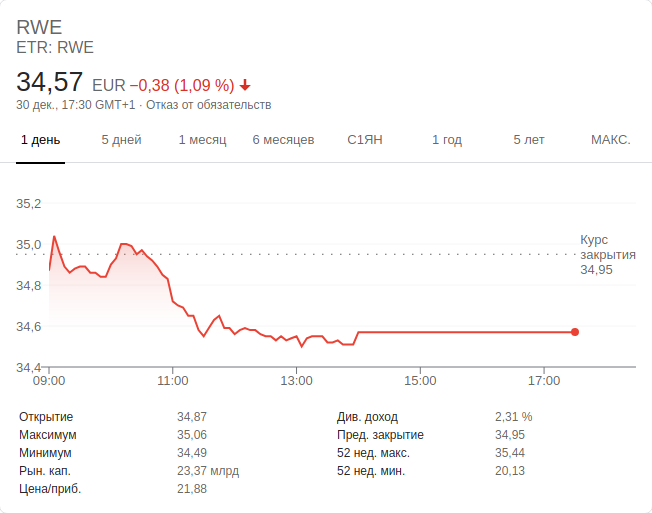 RWE
ETR: RWE
34,57 EUR −0,38 (1,09 %)
30 дек., 17:30 GMT+1 · Отказ от обязательств
1 день 5 дней 1 месяц 6 месяцев С1ЯН 1 год 5 лет МАКС.
35,2
35,0
34,8
34,6
34,4
Курс
закрытия
34,95
09:00 11:00 13:00 15:00 17:00
Открытие 34,87 Див. доход 2,31 %
Максимум 35,06 Пред. закрытие 34,95
Минимум 34,49 52 нед. макс. 35,44
Рын. кап. 23,37 млрд 52 нед. мин. 20,13
Цена/приб. 21,88